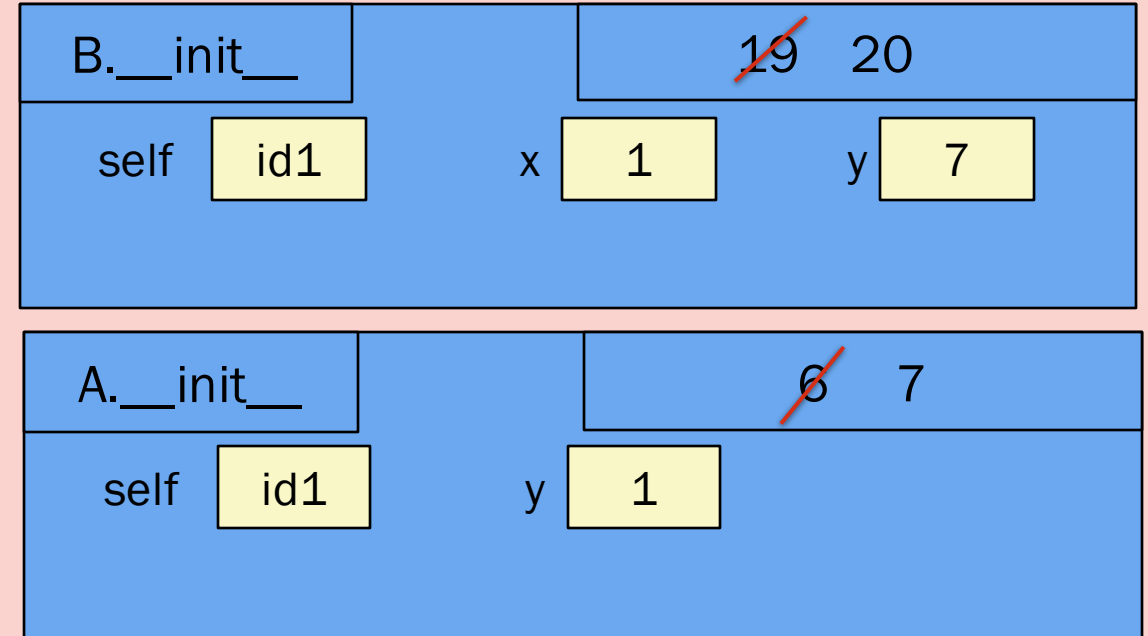 B.__init__ 19 20
self id1 x 1 y 7
A.__init__ 6 7
self id1 y 1